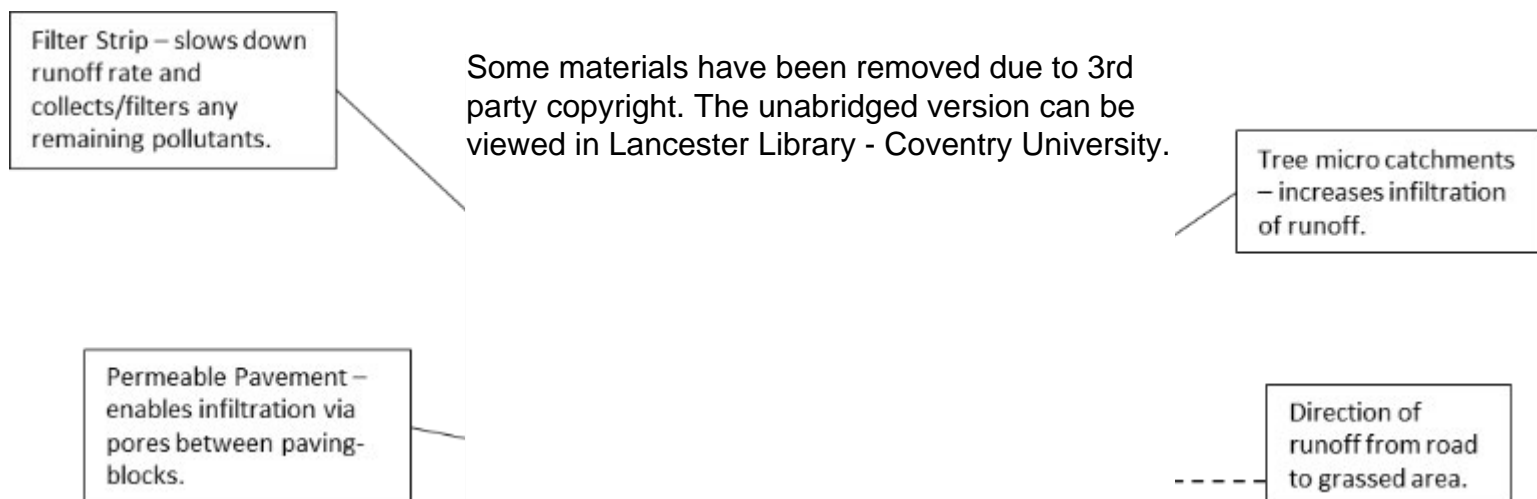 Filter Strip – slows down
runoff rate and
collects/filters any
remaining pollutants.
Some materials have been removed due to 3rd
party copyright. The unabridged version can be
viewed in Lancester Library - Coventry University.
Tree micro catchments
– increases infiltration
of runoff.
Permeable Pavement –
enables infiltration via
pores between paving-
blocks.
Direction of
runoff from road
to grassed area.